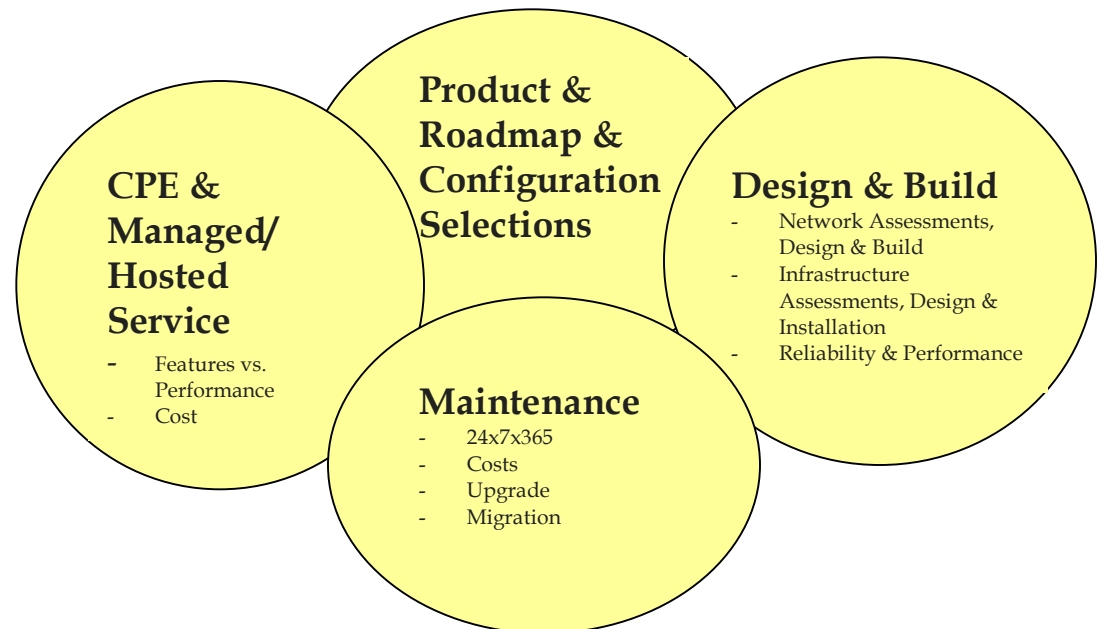 Product &
Roadmap &
Configuration
Selections
CPE &
Managed/
Hosted
Service
- Features vs.
Performance
- Cost
Design & Build
- Network Assessments,
Design & Build
- Infrastructure
Assessments, Design &
Installation
- Reliability & Performance
Maintenance
- 24x7x365
- Costs
- Upgrade
- Migration